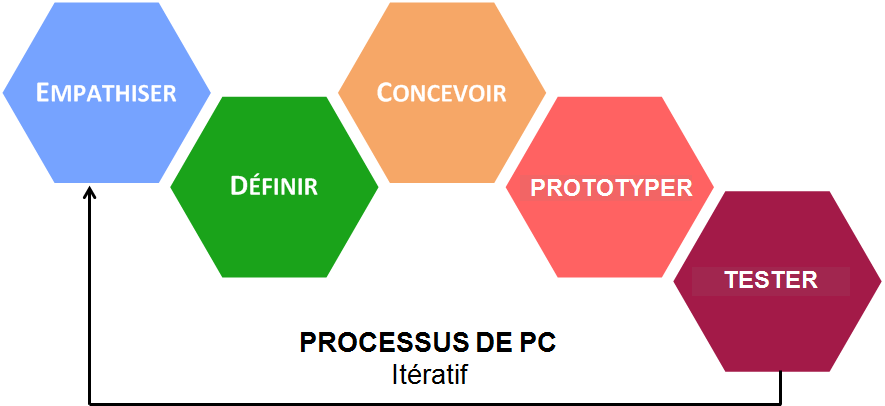 EMPATHISER
DÉFINIR
CONCEVOIR
PROTOTYPER
TESTER
PROCESSUS DE PC
Itératif